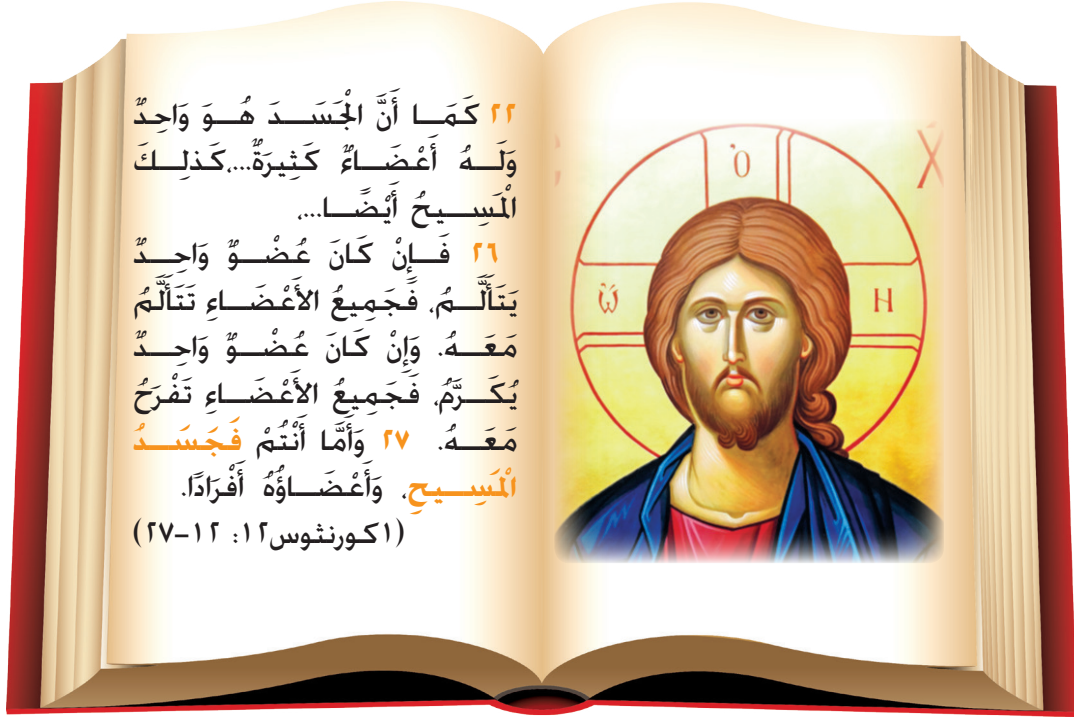 ٢٢ كَمَا أَنَّ الْجَسَدَ هُوَ وَاحِدٌ
وَلَهُ أَعْضَاءٌ كَثِيرَةٌ...،كَذلِكَ
الْمَسِيحُ أَيْضًا...،
٢٦ فَإِنْ كَانَ عُضْوٌ وَاحِدٌ
يَتَأَلَّمُ، فَجَمِيعُ الأَعْضَاءِ تَتَأَلَّمُ
مَعَهُ. وَإِنْ كَانَ عُضْوٌ وَاحِدٌ
يُكَرَّمُ، فَجَمِيعُ الأَعْضَاءِ تَفْرَحُ
مَعَهُ. ٢٧ وَأَمَّا أَنْتُمْ فَجَسَدُ
الْمَسِيحِ، وَأَعْضَاؤُهُ أَفْرَادًا.
(١كورنثوس١٢: ١٢–٢٧)
Ὁ
Ὤ Η